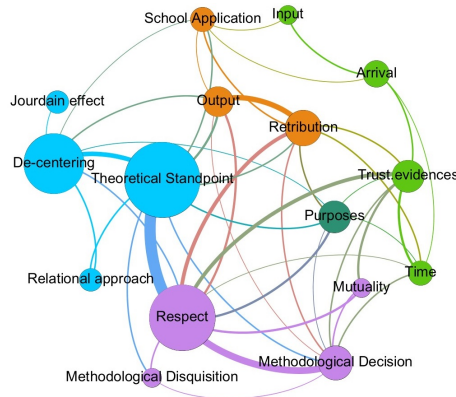 School Application
Input
Arrival
Jourdain effect
Output
Retribution
De-centering
Theoretical Standpoint
Trust evidences
Purposes
Relational approach
Time
Mutuality
Respect
Methodological Decision
Methodological Disquisition